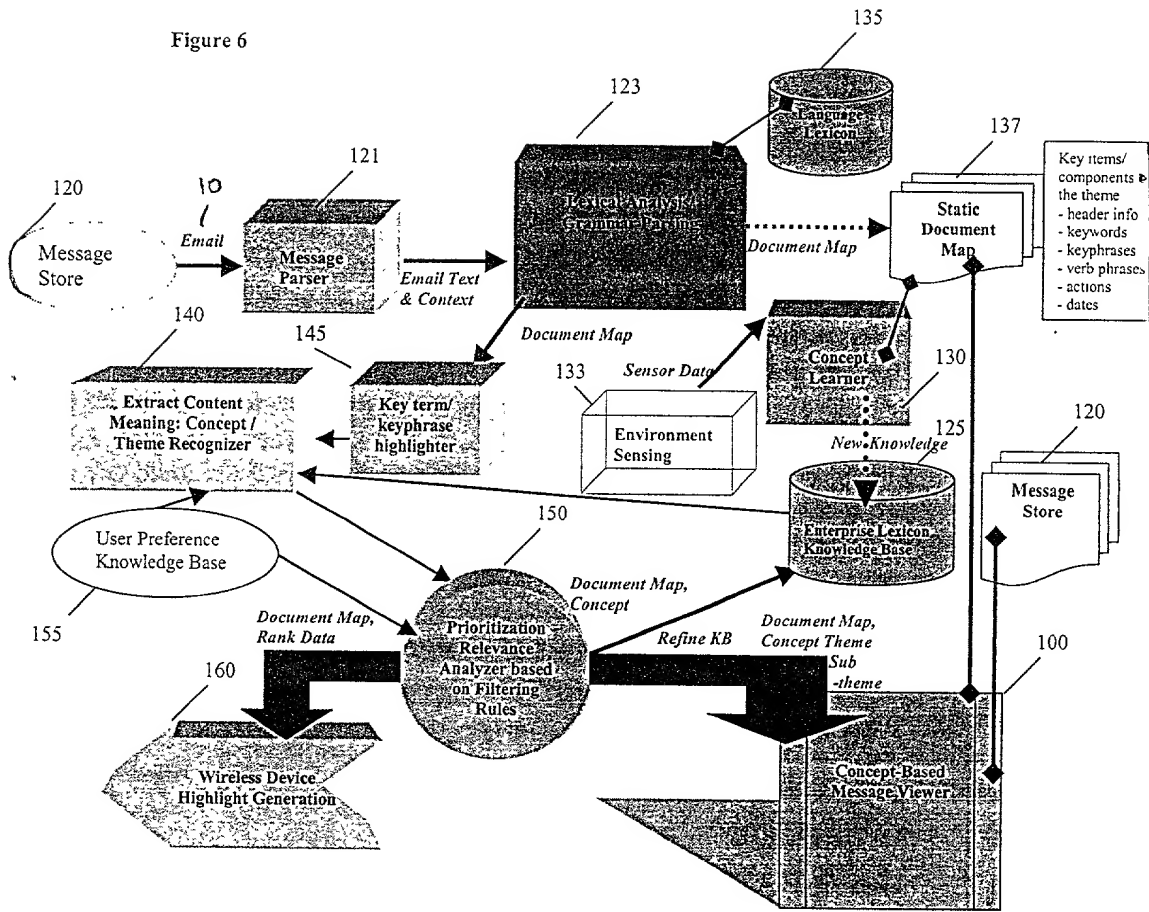 Figure 6
135
123
Language
Lexicon
137
Key items/
components
the theme
- header info
- keywords
- keyphrases
- verb phrases
- actions
- dates
120
10
121
Email
Message
Store
Message
Parser
Email Text
& Context
Lexical Analysis/
Grammar Parsing
Document Map
Static
Document
Map
140
145
Document Map
Sensor Data
Concept
Learner
130
133
Extract Content
Meaning: Concept /
Theme Recognizer
Key term/
keyphrase
highlighter
Environment
Sensing
New Knowledge
125
120
Message
Store
150
User Preference
Knowledge Base
Enterprise Lexicon
Knowledge Base
155
Document Map,
Rank Data
Document Map,
Concept
Prioritization
Relevance
Analyzer based
on Filtering
Rules
Refine KB
Document Map,
Concept Theme
Sub
-theme
100
160
Wireless Device
Highlight Generation
Concept-Based
Message Viewer